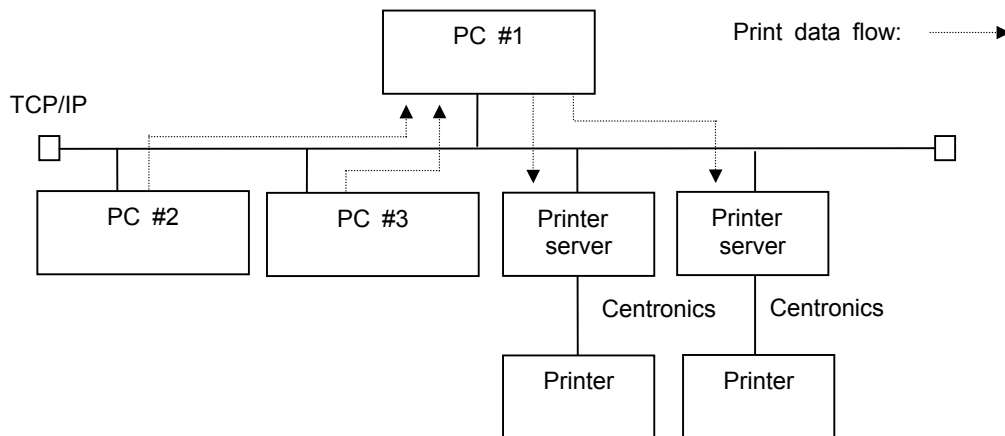 PC #1
Print data flow:
TCP/IP
PC #2
PC #3
Printer
server
Printer
server
Centronics
Centronics
Printer
Printer